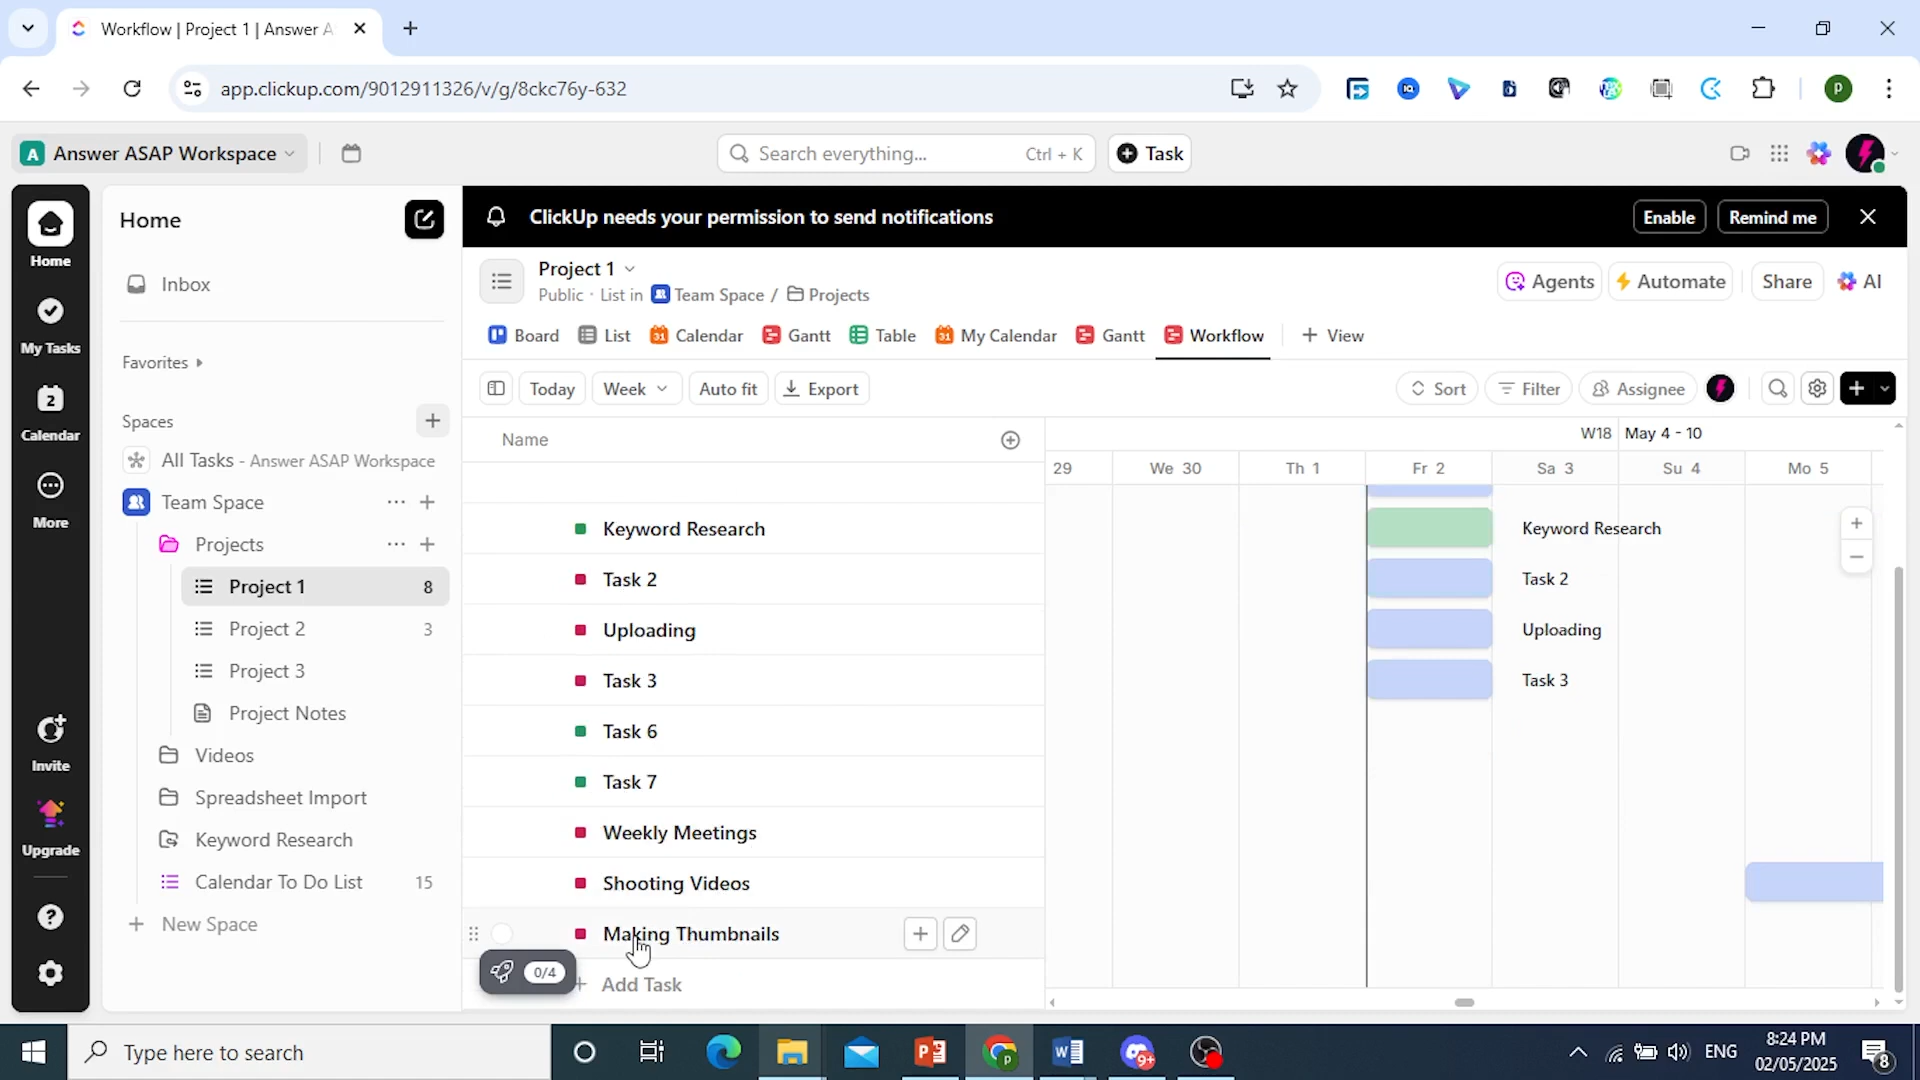 Workflow | Project 1 | Answer A
app.clickup.com/9012911326/v/g/8ckc76y-632
A Answer ASAP Workspace
Search everything... Ctrl + K
Task
Home
My Tasks
2
Calendar
More
Invite
Upgrade
Home
Inbox
Favorites
Spaces
All Tasks - Answer ASAP Workspace
Team Space
Projects
Project 1 8
Project 2 3
Project 3
Project Notes
Videos
Spreadsheet Import
Keyword Research
Calendar To Do List 15
New Space
ClickUp needs your permission to send notifications
Enable Remind me
Project 1
Public · List in Team Space / Projects
Agents Automate Share AI
Board List Calendar Gantt Table My Calendar Gantt Workflow + View
Today Week Auto fit Export
Sort Filter Assignee
Name
W18 May 4 - 10
29 We 30 Th 1 Fr 2 Sa 3 Su 4 Mo 5
Keyword Research
Task 2
Uploading
Task 3
Task 6
Task 7
Weekly Meetings
Shooting Videos
Making Thumbnails
0/4
Add Task
Keyword Research
Task 2
Uploading
Task 3
Type here to search
9+
ENG
8:24 PM
02/05/2025
8